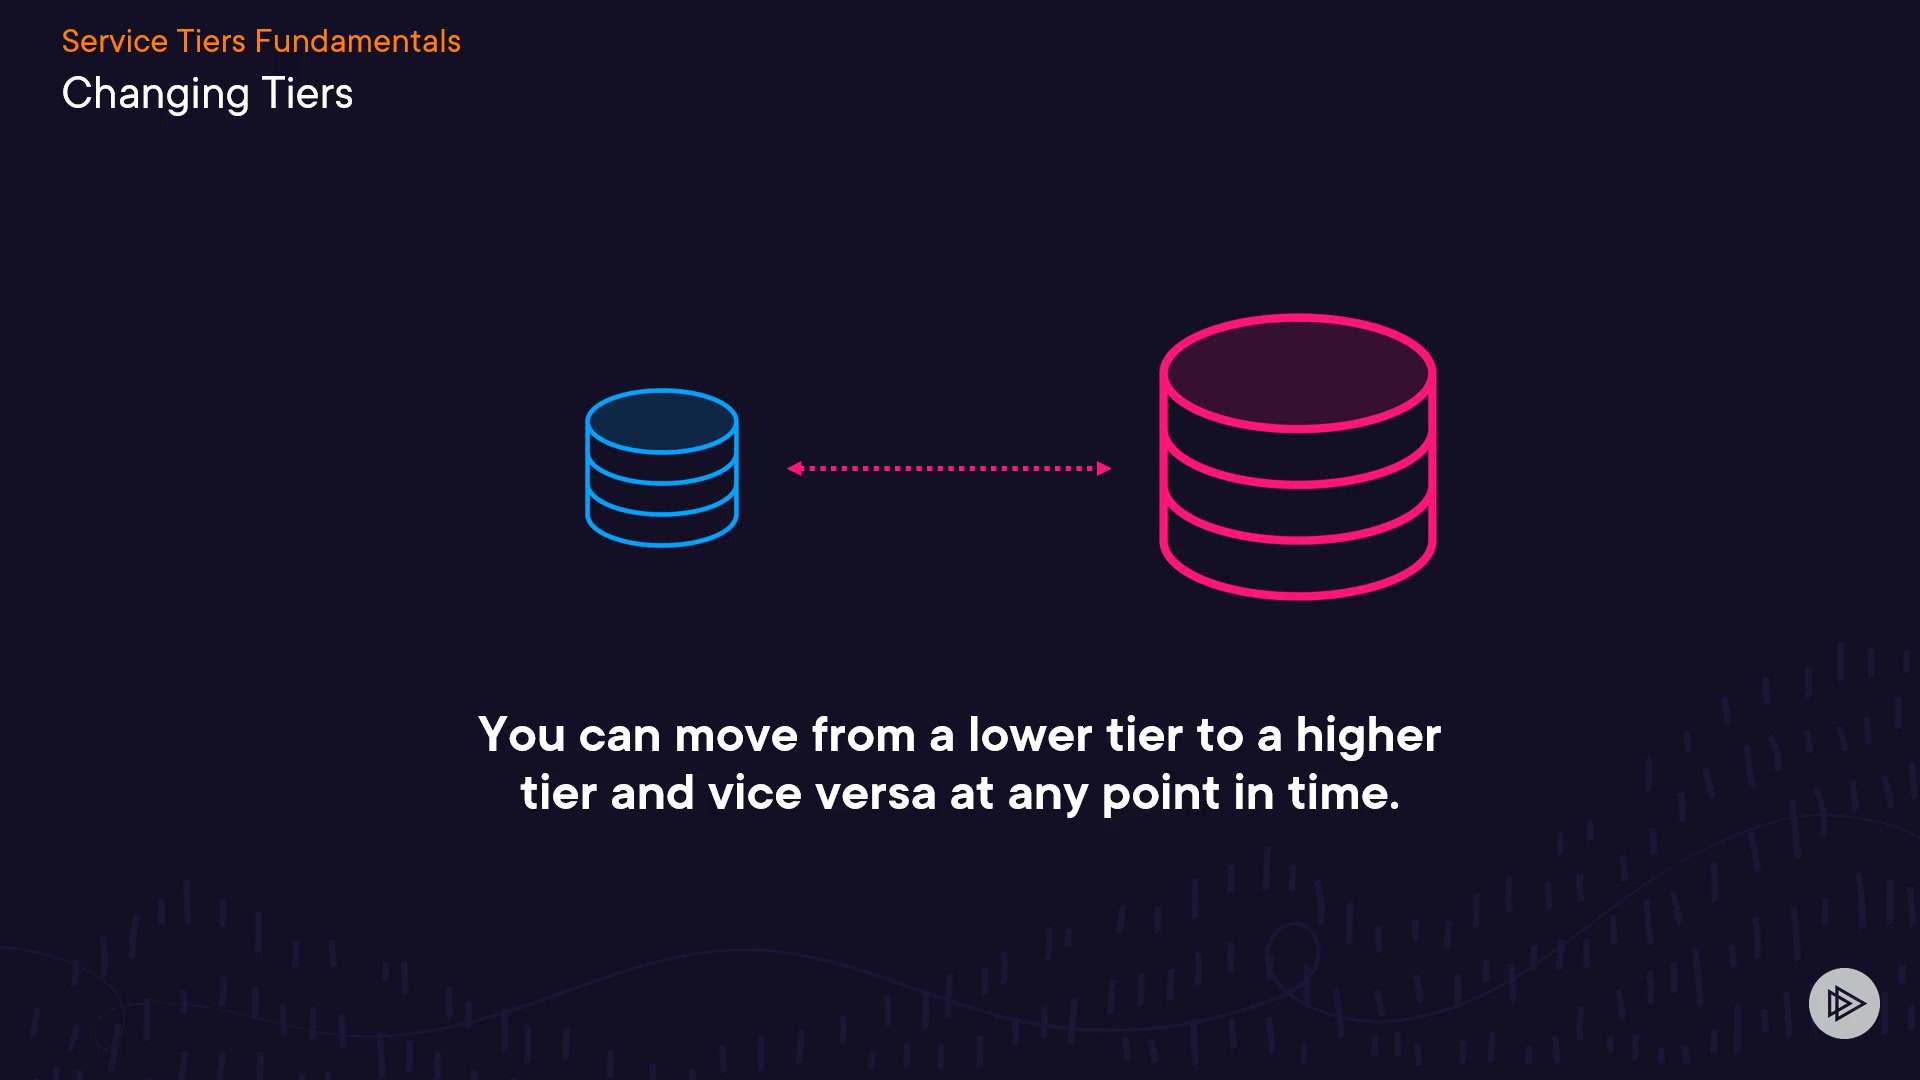 Service Tiers Fundamentals
Changing Tiers
You can move from a lower tier to a higher
tier and vice versa at any point in time.